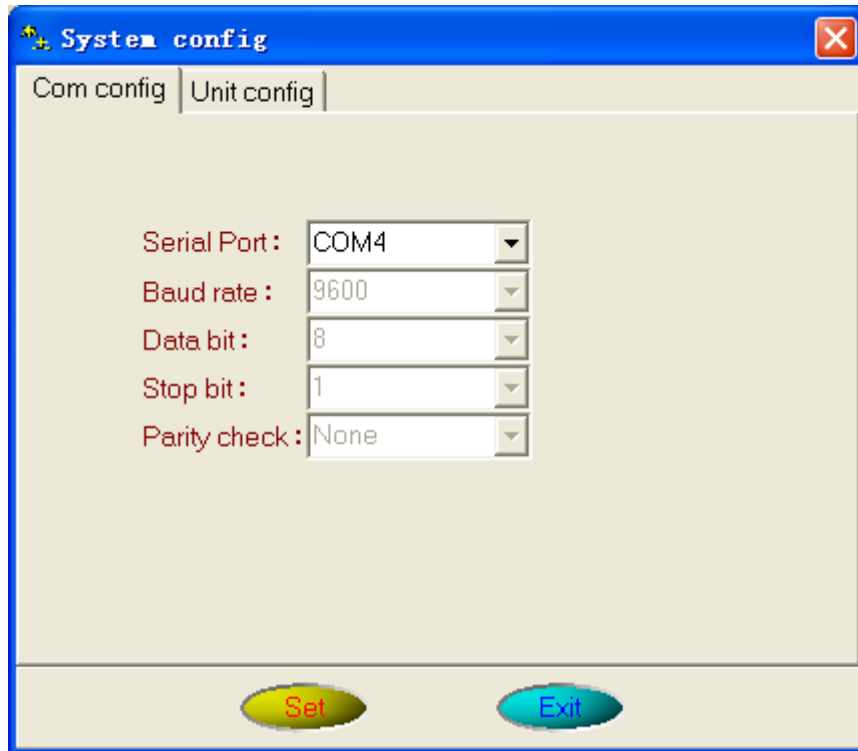 System config
Com config Unit config
Serial Port: COM4
Baud rate: 9600
Data bit: 8
Stop bit: 1
Parity check: None
Set Exit